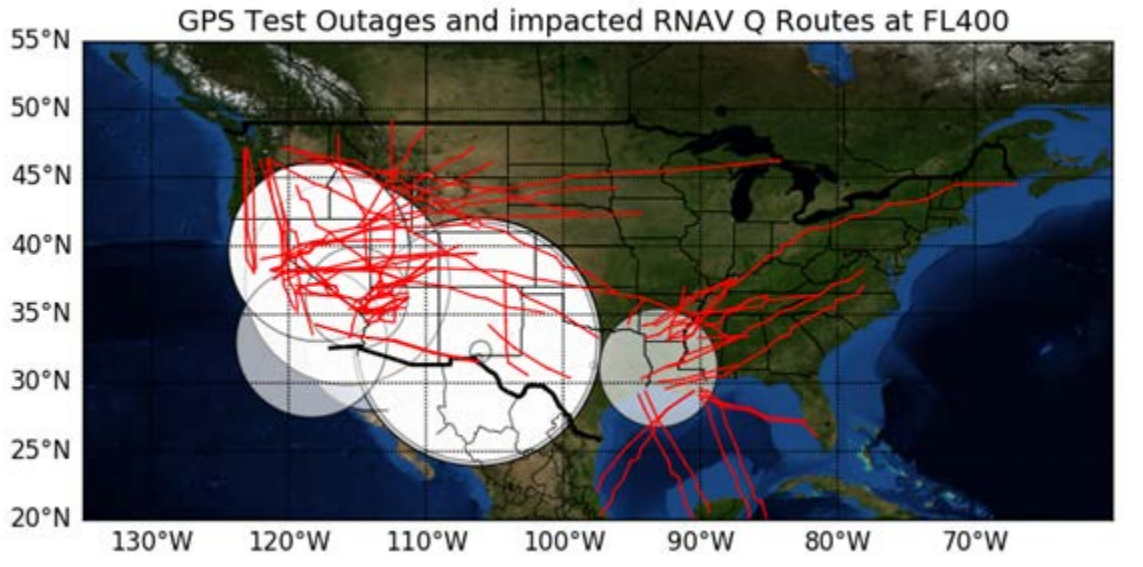 GPS Test Outages and impacted RNAV Q Routes at FL400
55°N
50°N
45°N
40°N
35°N
30°N
25°N
20°N
130°W 120°W 110°W 100°W 90°W 80°W 70°W